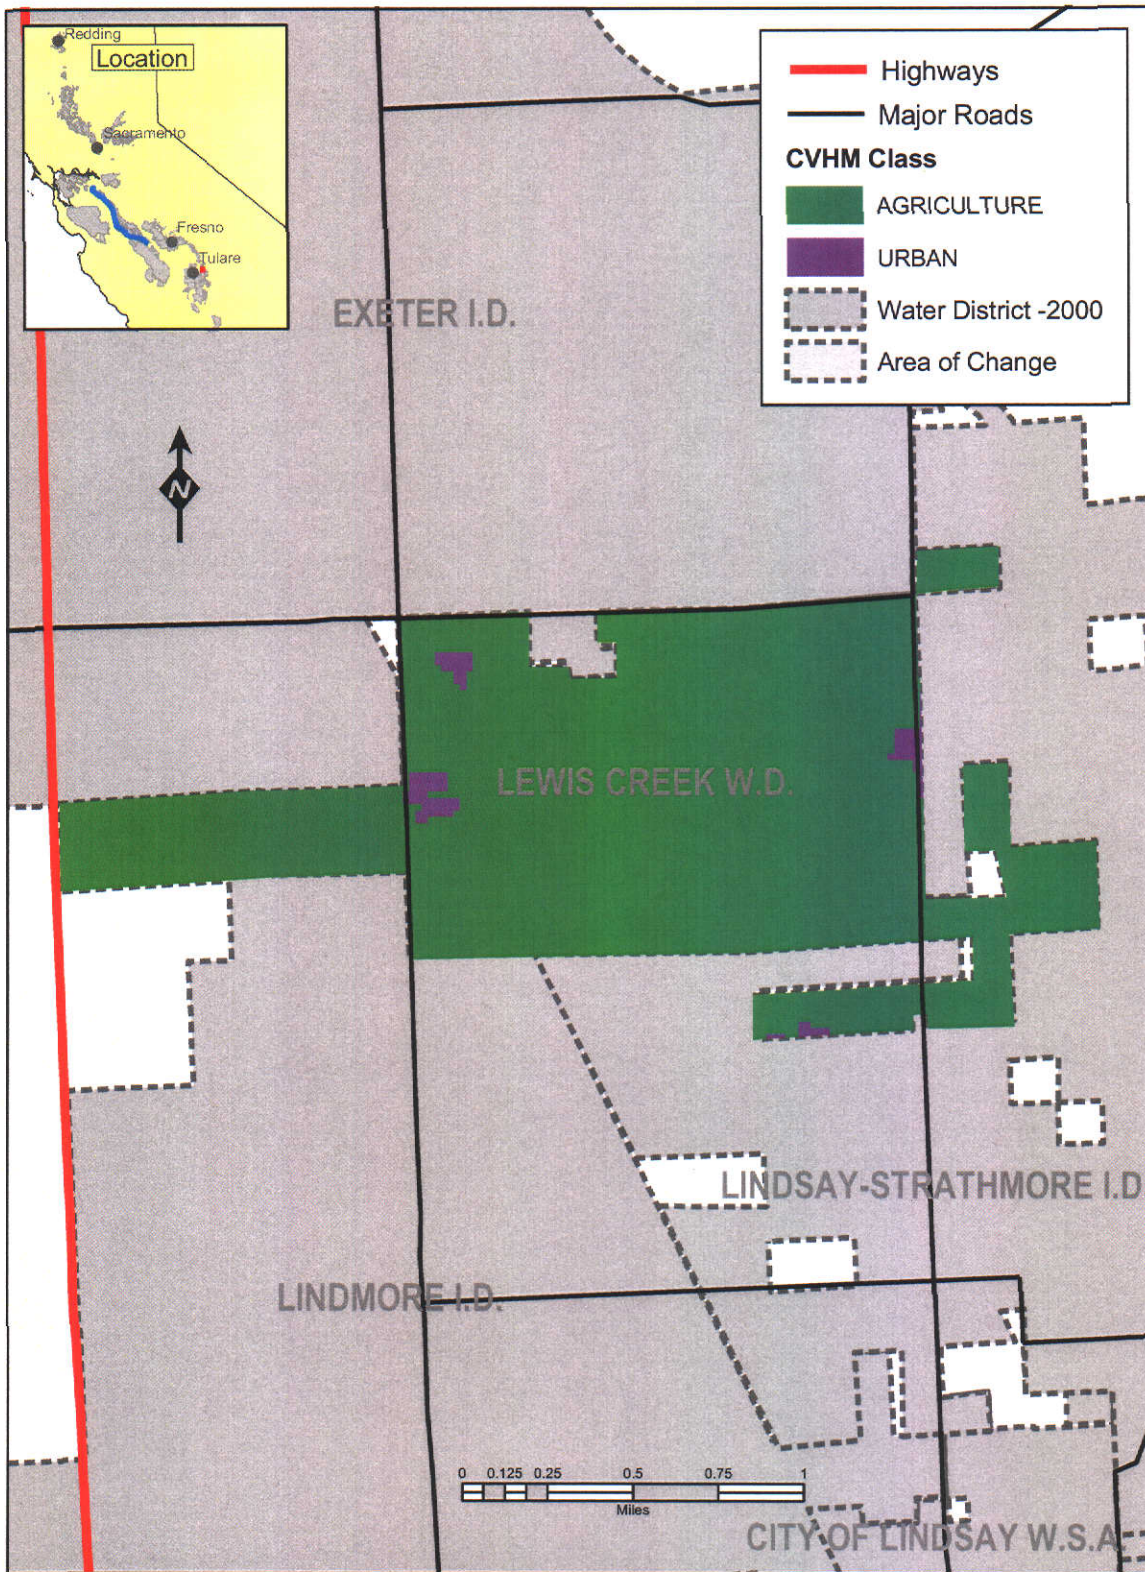 Redding
Location
Sacramento
Fresno
Tulare
Highways
Major Roads
CVHM Class
AGRICULTURE
URBAN
Water District -2000
Area of Change
EXETER I.D.
N
LEWIS CREEK W.D.
LINDSAY-STRATHMORE I.D
LINDMORE I.D.
0 0.125 0.25 0.5 0.75 1
Miles
CITY OF LINDSAY W.S.A.